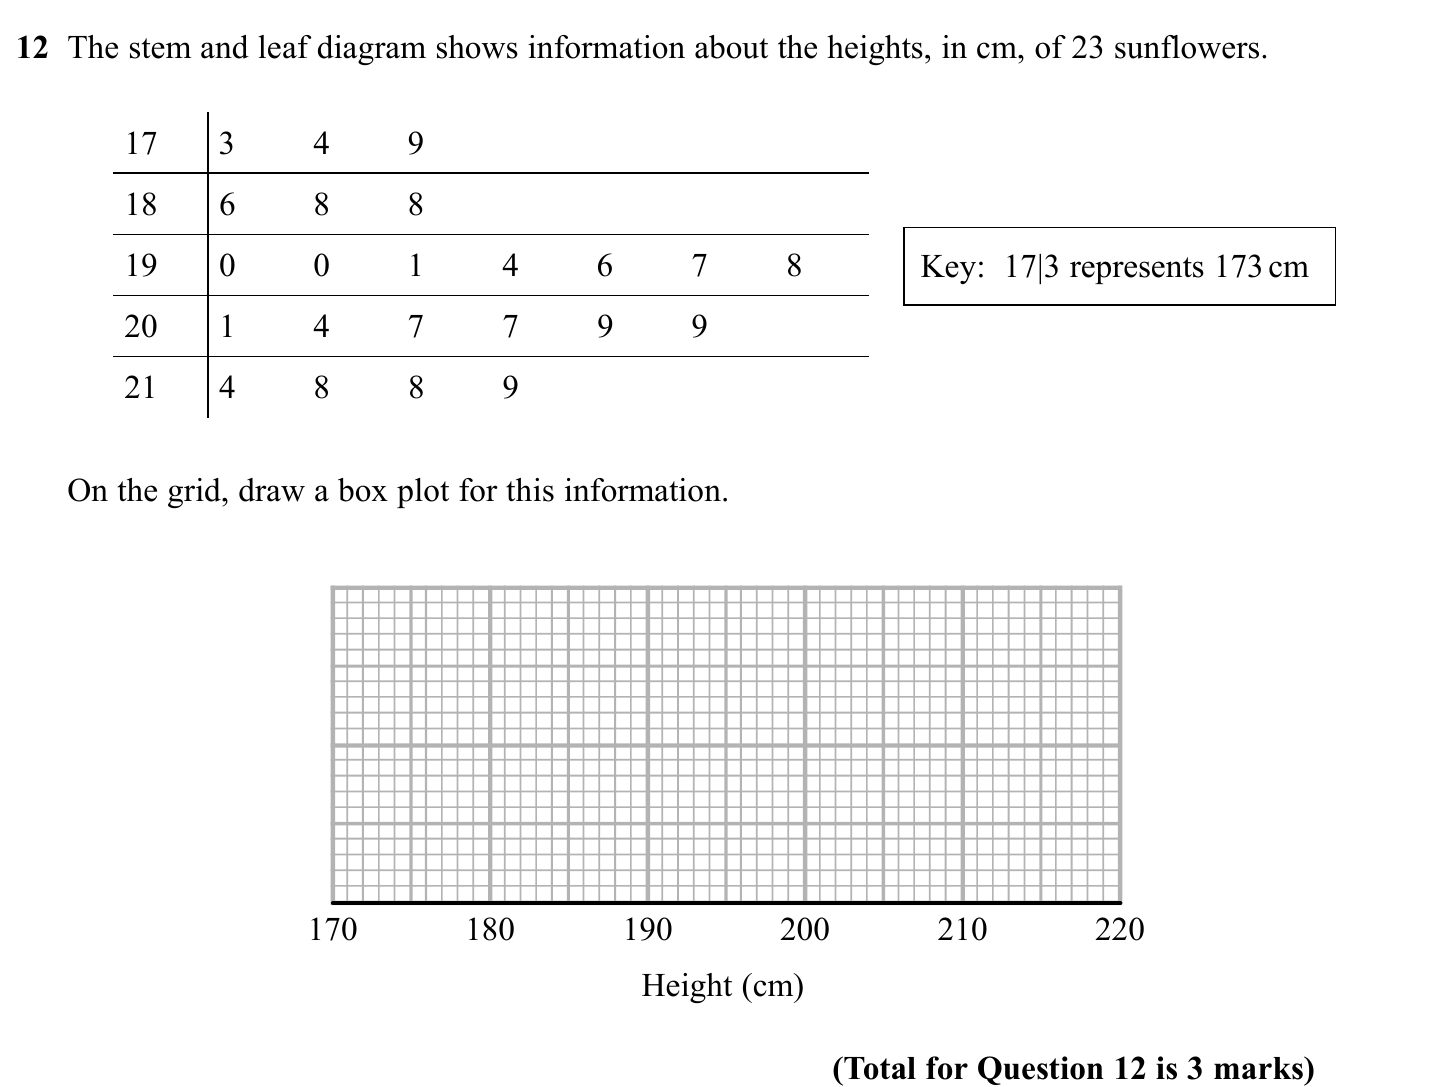 12 The stem and leaf diagram shows information about the heights, in cm, of 23 sunflowers.
17 3 4 9
18 6 8 8
19 0 0 1 4 6 7 8
Key: 17|3 represents 173 cm
20 1 4 7 7 9 9
21 4 8 8 9
On the grid, draw a box plot for this information.
170 180 190 200 210 220
Height (cm)
(Total for Question 12 is 3 marks)